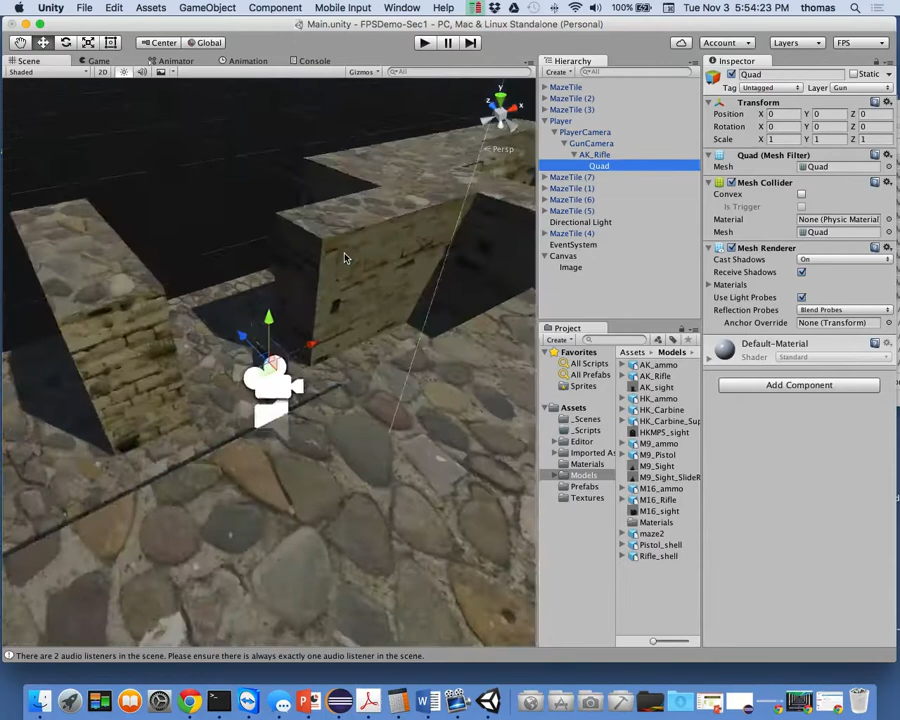 Unity File Edit Assets GameObject Component Mobile Input Window Help 100% Tue Nov 3 5:54:23 PM thomas
Main.unity - FPSDemo-Sec1 - PC, Mac & Linux Standalone (Personal)
Center Global Account Layers FPS
Scene Game Animator Animation Console Hierarchy Inspector
Shaded 2D Gizmos All Create All
Quad Static
Tag Untagged Layer Gun
MazeTile
MazeTile (2)
MazeTile (3)
Player
PlayerCamera
GunCamera
AK_Rifle
Quad
MazeTile (7)
MazeTile (1)
MazeTile (6)
MazeTile (5)
Directional Light
MazeTile (4)
EventSystem
Canvas
Image
y
z x
Persp
Transform
Position X 0 Y 0 Z 0
Rotation X 0 Y 0 Z 0
Scale X 1 Y 1 Z 1
Quad (Mesh Filter)
Mesh Quad
Mesh Collider
Convex
Is Trigger
Material None (Physic Material
Mesh Quad
Mesh Renderer
Cast Shadows On
Receive Shadows
Materials
Use Light Probes
Reflection Probes Blend Probes
Anchor Override None (Transform)
Default-Material
Shader Standard
Add Component
Project
Create
Favorites
All Scripts
All Prefabs
Sprites
Assets
_Scenes
_Scripts
Editor
Imported As
Materials
Models
Prefabs
Textures
Assets Models
AK_ammo
AK_Rifle
AK_sight
HK_ammo
HK_Carbine
HK_Carbine_Sup
HKMP5_sight
M9_ammo
M9_Pistol
M9_Sight
M9_Sight_SlideR
M16_ammo
M16_Rifle
M16_sight
Materials
maze2
Pistol_shell
Rifle_shell
There are 2 audio listeners in the scene. Please ensure there is always exactly one audio listener in the scene.